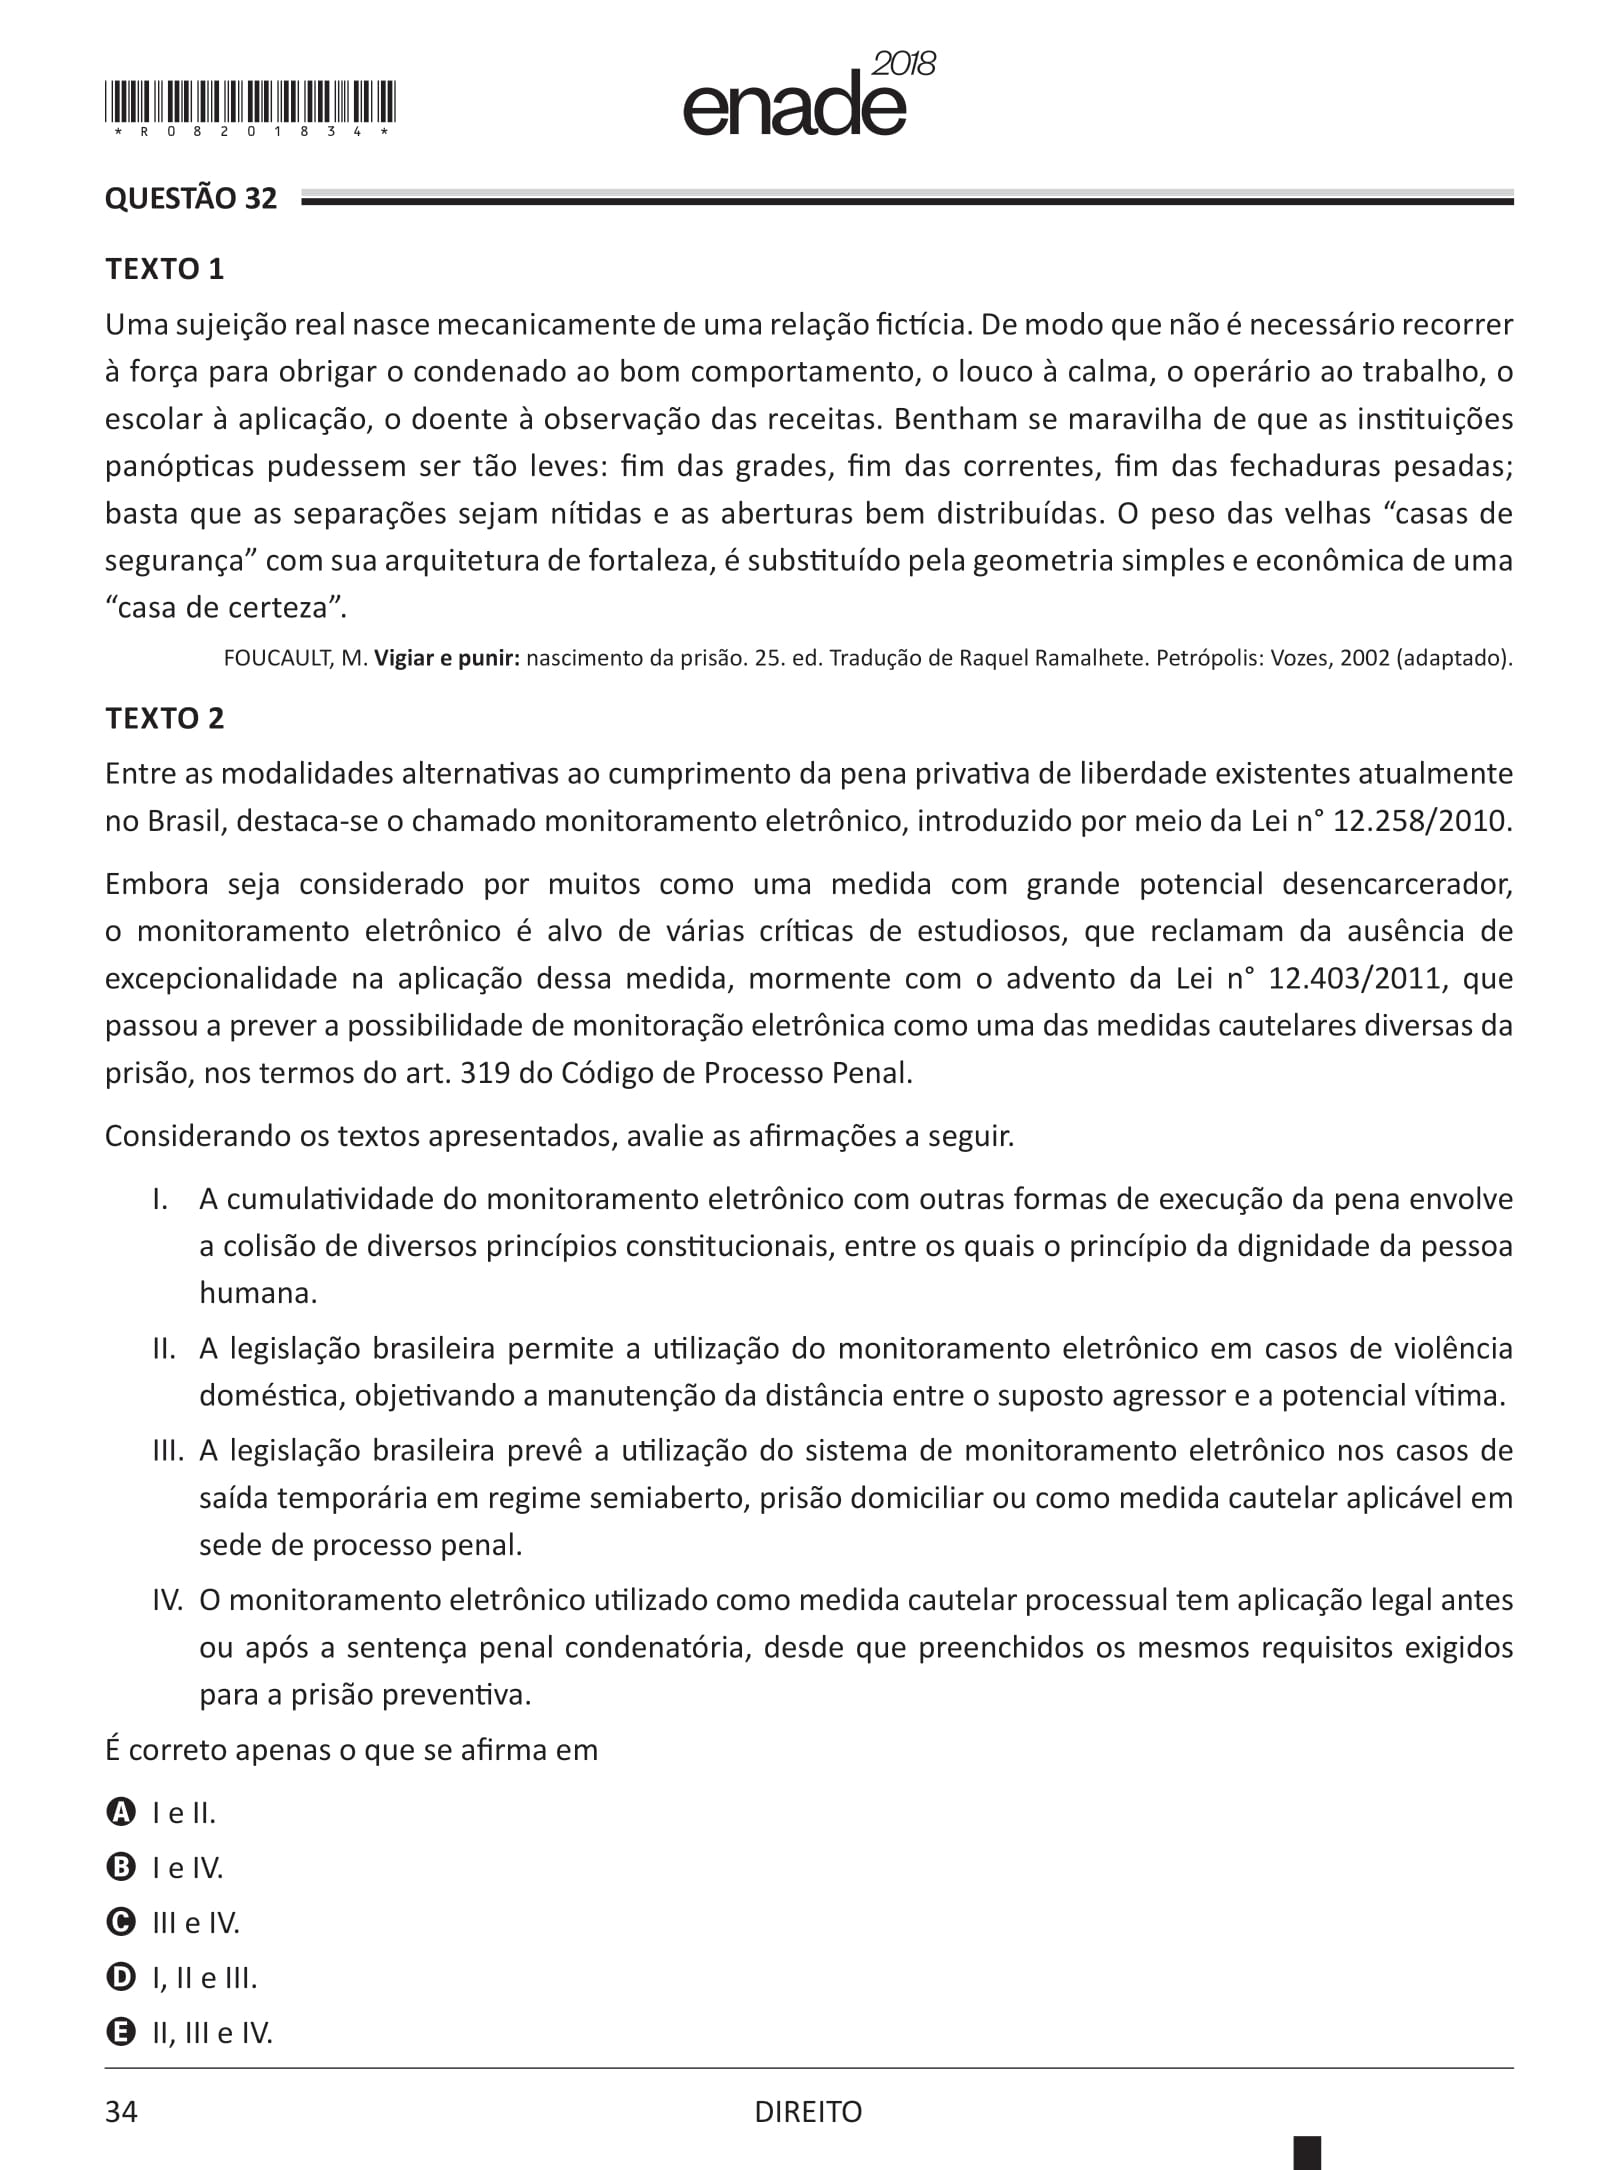 enade 2018
*R08201834*
QUESTÃO 32
TEXTO 1
Uma sujeição real nasce mecanicamente de uma relação fictícia. De modo que não é necessário recorrer
à força para obrigar o condenado ao bom comportamento, o louco à calma, o operário ao trabalho, o
escolar à aplicação, o doente à observação das receitas. Bentham se maravilha de que as instituições
panópticas pudessem ser tão leves: fim das grades, fim das correntes, fim das fechaduras pesadas;
basta que as separações sejam nítidas e as aberturas bem distribuídas. O peso das velhas “casas de
segurança” com sua arquitetura de fortaleza, é substituído pela geometria simples e econômica de uma
“casa de certeza”.
FOUCAULT, M. Vigiar e punir: nascimento da prisão. 25. ed. Tradução de Raquel Ramalhete. Petrópolis: Vozes, 2002 (adaptado).
TEXTO 2
Entre as modalidades alternativas ao cumprimento da pena privativa de liberdade existentes atualmente
no Brasil, destaca-se o chamado monitoramento eletrônico, introduzido por meio da Lei n° 12.258/2010.
Embora seja considerado por muitos como uma medida com grande potencial desencarcerador,
o monitoramento eletrônico é alvo de várias críticas de estudiosos, que reclamam da ausência de
excepcionalidade na aplicação dessa medida, mormente com o advento da Lei n° 12.403/2011, que
passou a prever a possibilidade de monitoração eletrônica como uma das medidas cautelares diversas da
prisão, nos termos do art. 319 do Código de Processo Penal.
Considerando os textos apresentados, avalie as afirmações a seguir.
I. A cumulatividade do monitoramento eletrônico com outras formas de execução da pena envolve
a colisão de diversos princípios constitucionais, entre os quais o princípio da dignidade da pessoa
humana.
II. A legislação brasileira permite a utilização do monitoramento eletrônico em casos de violência
doméstica, objetivando a manutenção da distância entre o suposto agressor e a potencial vítima.
III. A legislação brasileira prevê a utilização do sistema de monitoramento eletrônico nos casos de
saída temporária em regime semiaberto, prisão domiciliar ou como medida cautelar aplicável em
sede de processo penal.
IV. O monitoramento eletrônico utilizado como medida cautelar processual tem aplicação legal antes
ou após a sentença penal condenatória, desde que preenchidos os mesmos requisitos exigidos
para a prisão preventiva.
É correto apenas o que se afirma em
A I e II.
B I e IV.
C III e IV.
D I, II e III.
E II, III e IV.
34
DIREITO